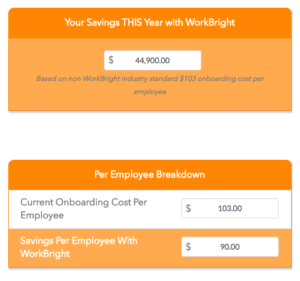 Your Savings THIS Year with WorkBright
$ 44,900.00
Based on non-WorkBright industry standard $103 onboarding cost per
employee
Per Employee Breakdown
Current Onboarding Cost Per
Employee
$ 103.00
Savings Per Employee With
WorkBright
$ 90.00